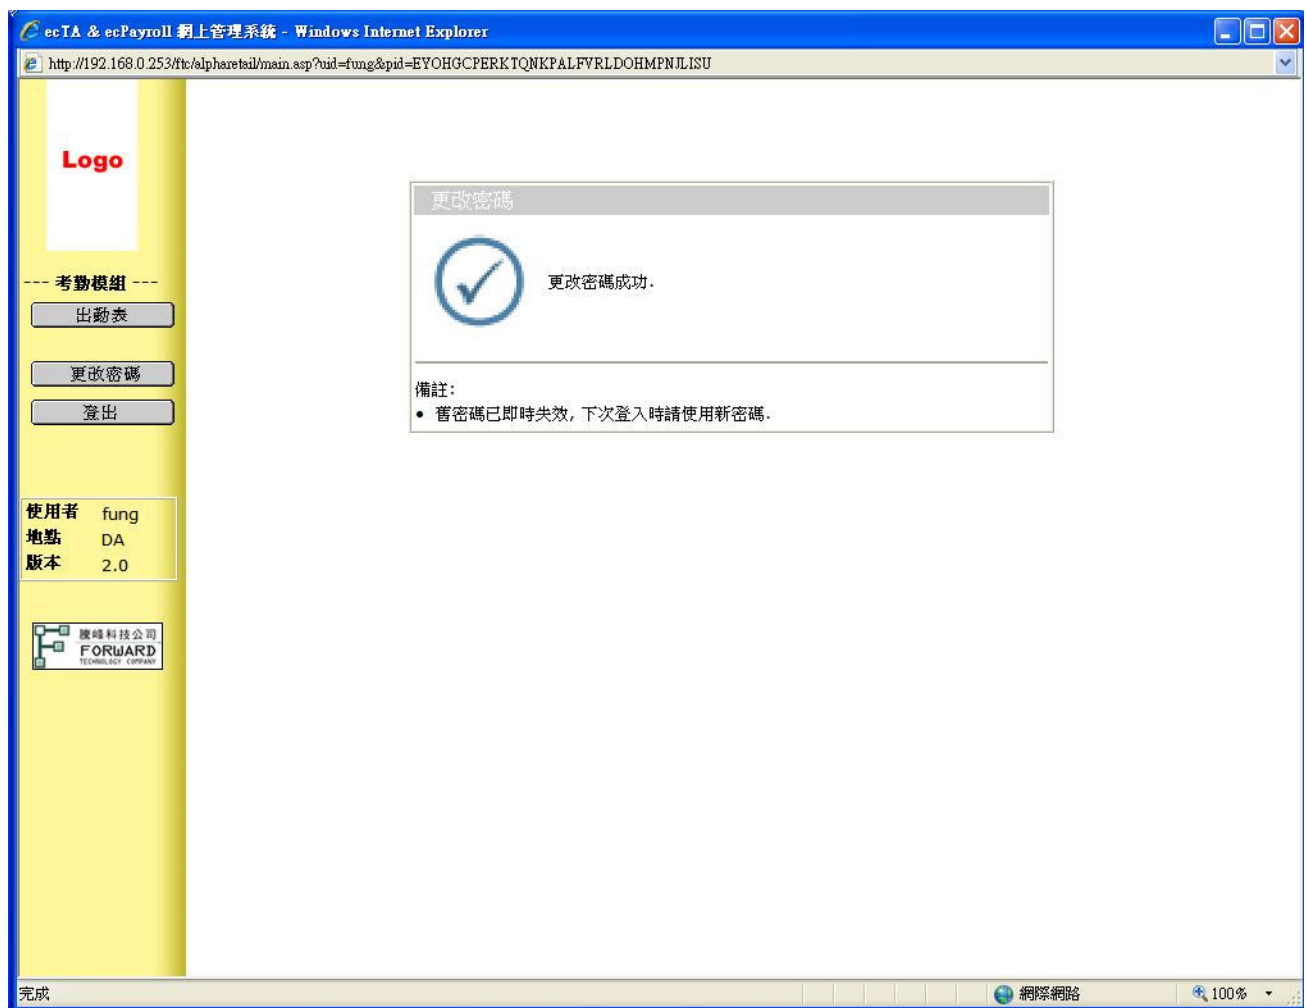 ecTA & ecPayroll 網上管理系統 - Windows Internet Explorer
http://192.168.0.253/ftc/alpharetail/main.asp?uid=fung&pid=EYOHGCPERKTQNKPALFVRLDOHMPNJLISU
Logo
--- 考勤模組 ---
出勤表
更改密碼
登出
使用者 fung
地點 DA
版本 2.0
騰峰科技公司
FORWARD
TECHNOLOGY COMPANY
更改密碼
更改密碼成功.
備註:
• 舊密碼已即時失效, 下次登入時請使用新密碼.
完成
網際網路
100%